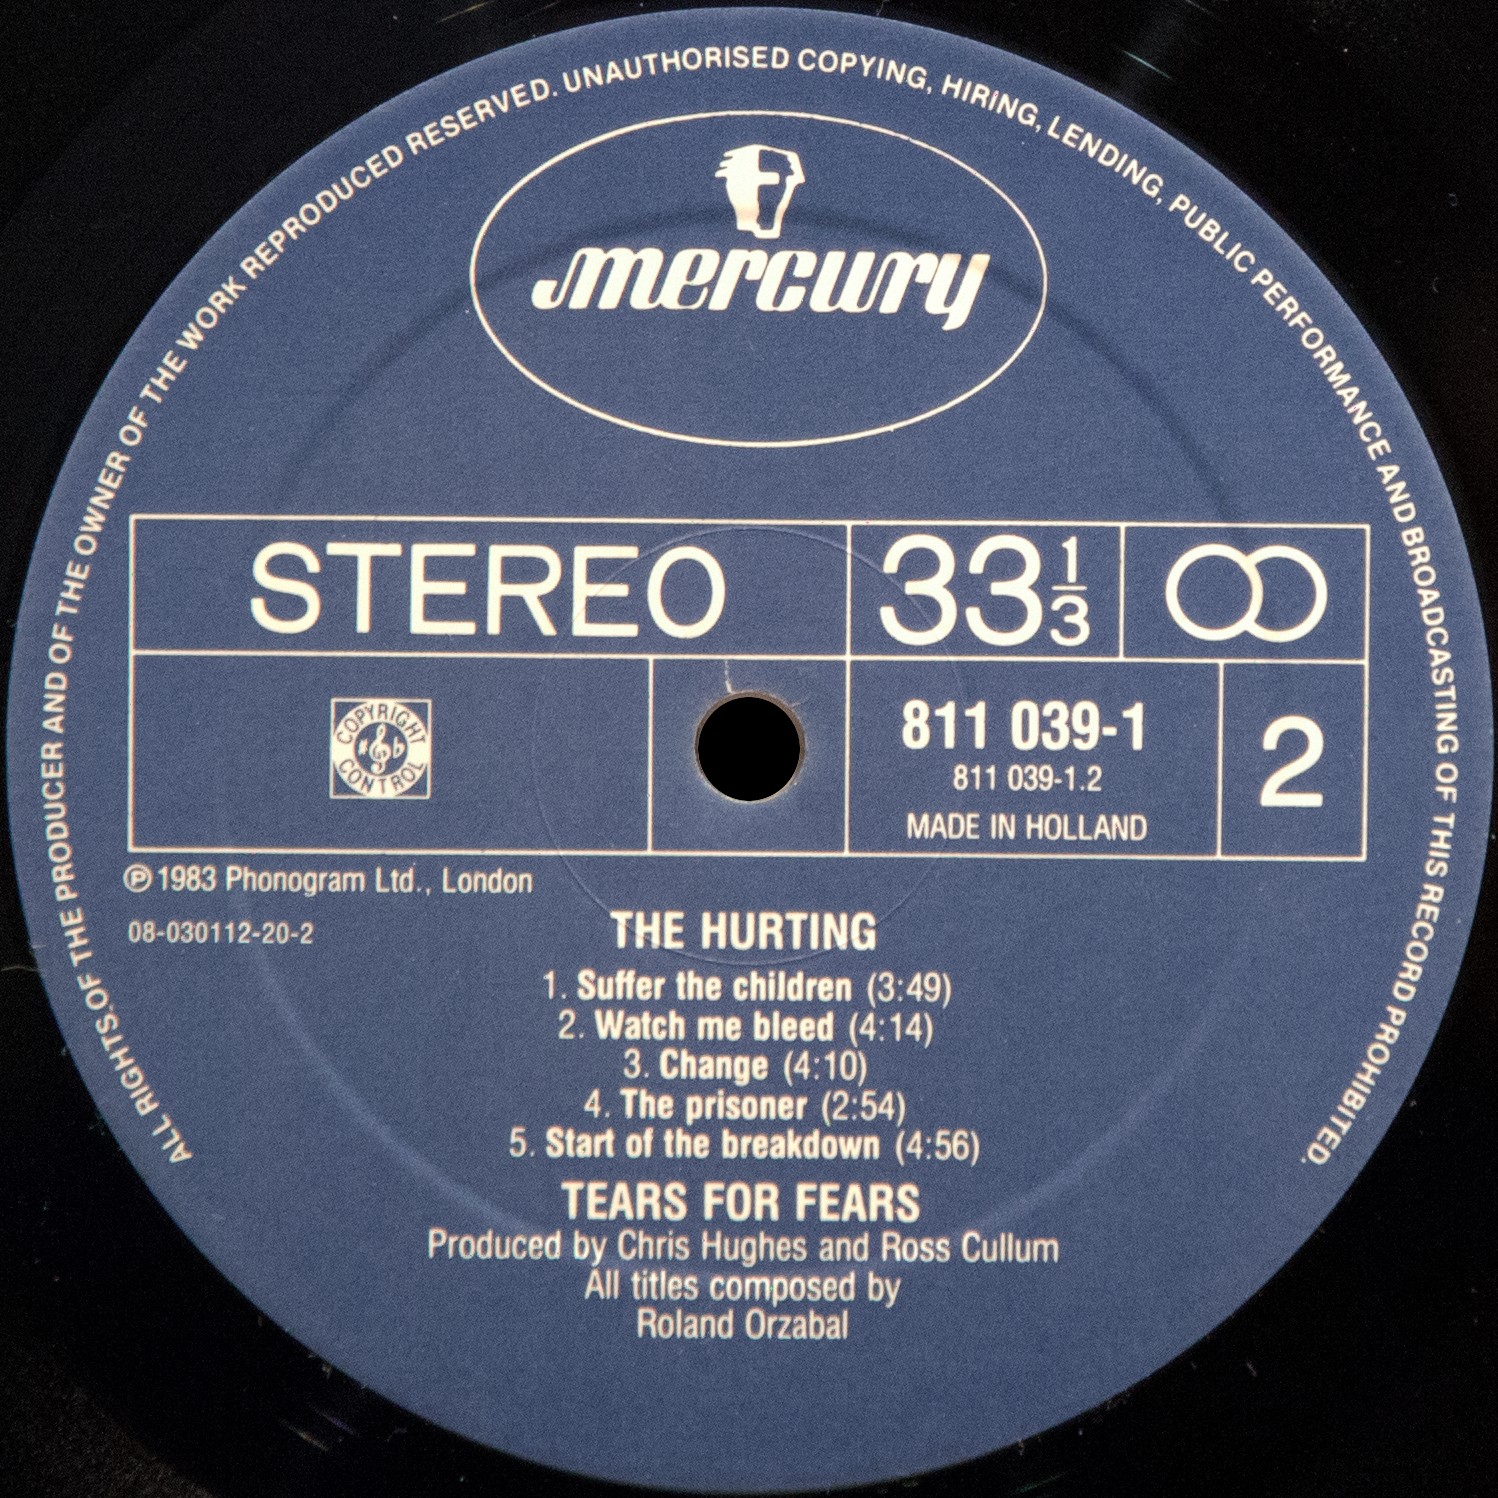 ALL RIGHTS OF THE PRODUCER AND OF THE OWNER OF THE WORK REPRODUCED RESERVED. UNAUTHORISED COPYING, HIRING, LENDING, PUBLIC PERFORMANCE AND BROADCASTING OF THIS RECORD PROHIBITED.
mercury
STEREO
33 1/3
COPYRIGHT
CONTROL
811 039-1
811 039-1.2
MADE IN HOLLAND
2
℗ 1983 Phonogram Ltd., London
08-030112-20-2
THE HURTING
1. Suffer the children (3:49)
2. Watch me bleed (4:14)
3. Change (4:10)
4. The prisoner (2:54)
5. Start of the breakdown (4:56)
TEARS FOR FEARS
Produced by Chris Hughes and Ross Cullum
All titles composed by
Roland Orzabal